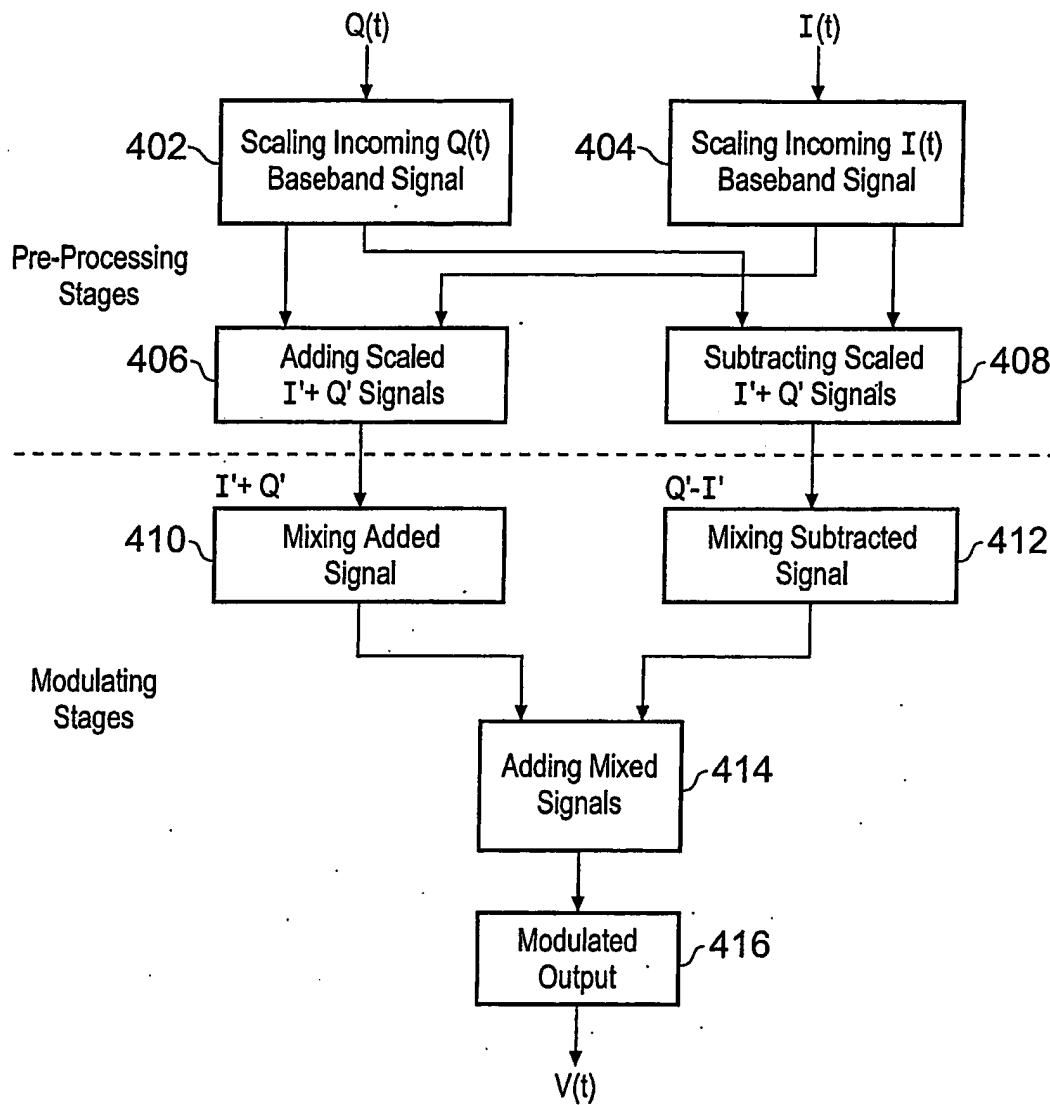 Q(t)
I(t)
402
Scaling Incoming Q(t)
Baseband Signal
404
Scaling Incoming I(t)
Baseband Signal
Pre-Processing
Stages
406
Adding Scaled
I'+ Q' Signals
Subtracting Scaled
I'+ Q' Signals
408
I'+ Q'
Q'-I'
410
Mixing Added
Signal
Mixing Subtracted
Signal
412
Modulating
Stages
Adding Mixed
Signals
414
Modulated
Output
416
V(t)